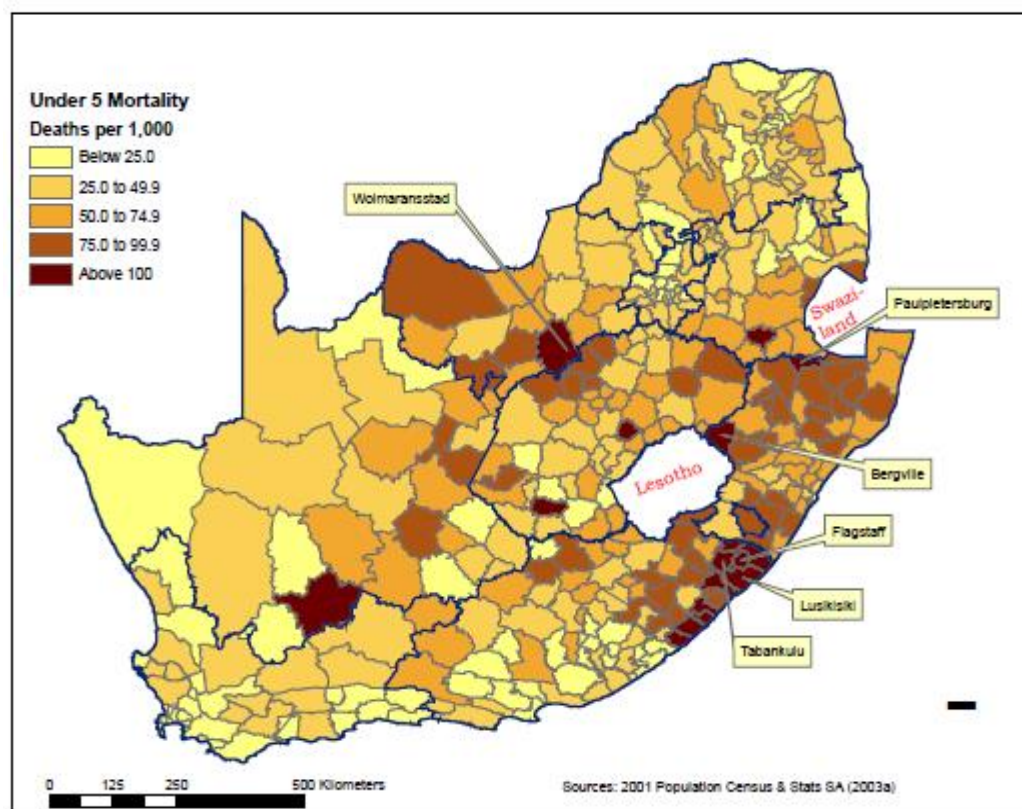 Under 5 Mortality
Deaths per 1,000
Below 25.0
25.0 to 49.9
50.0 to 74.9
75.0 to 99.9
Above 100
Wolmaransstad
Swazi-
land
Paulpietersburg
Lesotho
Bergville
Flagstaff
Lusikisiki
Tabankulu
0 125 250 500 Kilometers
Sources: 2001 Population Census & Stats SA (2003a)